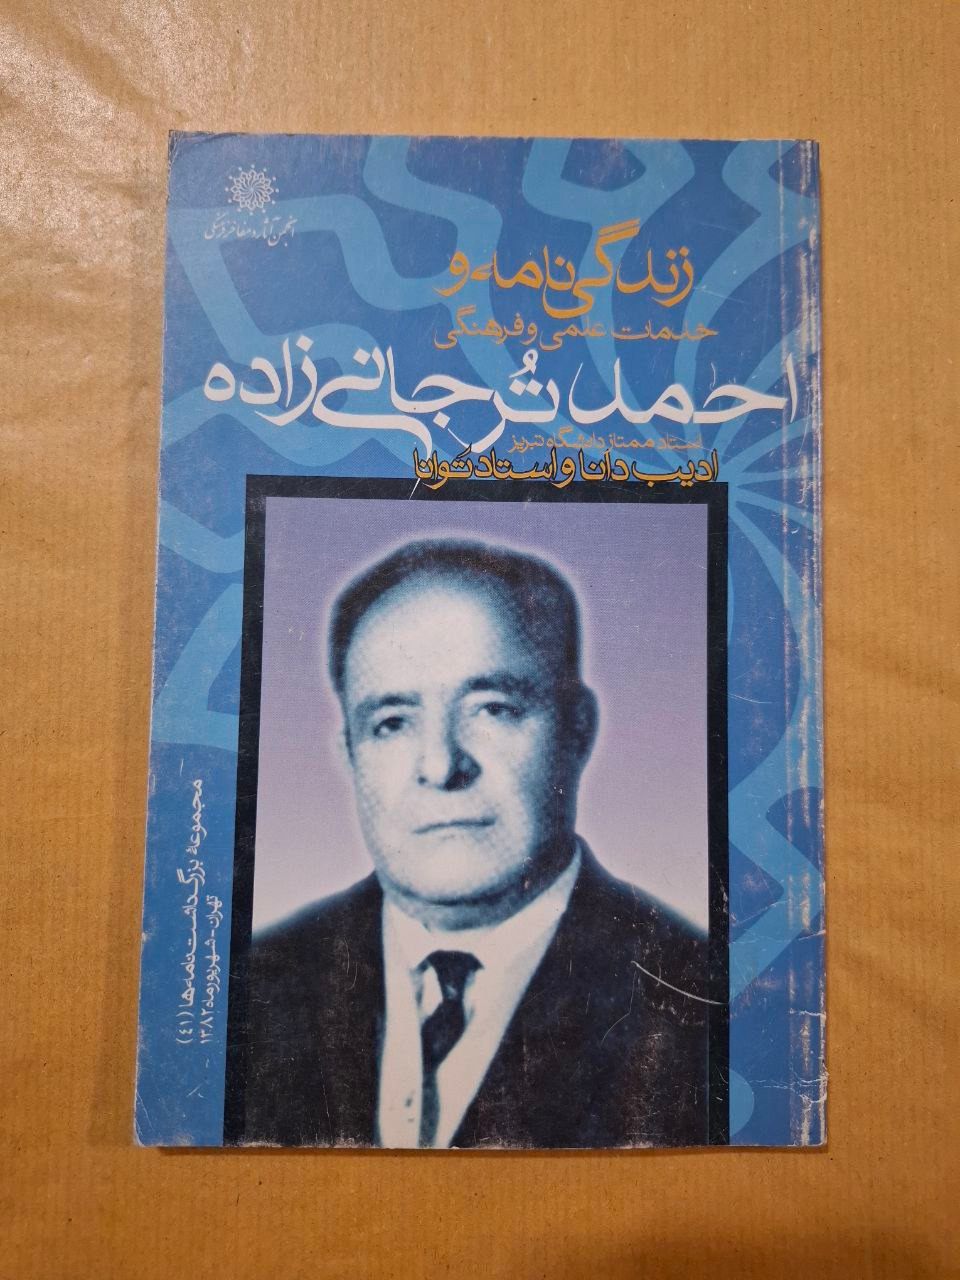 انجمن آثار و مفاخر فرهنگی
زندگی‌نامه و
خدمات علمی و فرهنگی
احمد تُرجانی‌زاده
استاد ممتاز دانشگاه تبریز
ادیب دانا و استاد توانا
مجموعهٔ بزرگداشت‌نامه‌ها (۴۱)
تهران - شهریورماه ۱۳۸۲